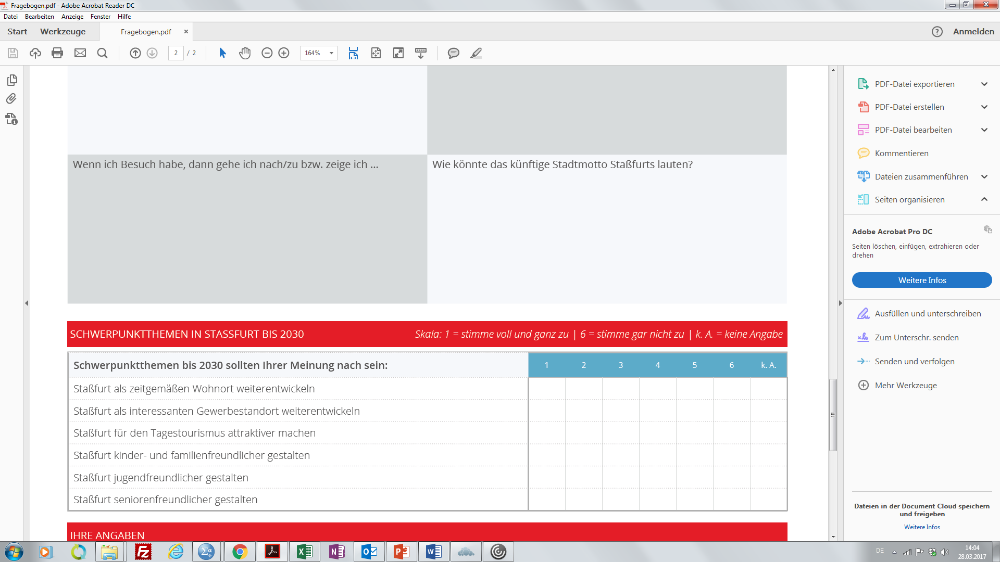 Fragebogen.pdf - Adobe Acrobat Reader DC
Datei Bearbeiten Anzeige Fenster Hilfe
Start Werkzeuge Fragebogen.pdf × ? Anmelden
2 / 2 164%
PDF-Datei exportieren
PDF-Datei erstellen
PDF-Datei bearbeiten
Kommentieren
Dateien zusammenführen
Seiten organisieren
Adobe Acrobat Pro DC
Seiten löschen, einfügen, extrahieren oder
drehen
Weitere Infos
Ausfüllen und unterschreiben
Zum Unterschr. senden
Senden und verfolgen
Mehr Werkzeuge
Dateien in der Document Cloud speichern
und freigeben
Weitere Infos
Wenn ich Besuch habe, dann gehe ich nach/zu bzw. zeige ich ...
Wie könnte das künftige Stadtmotto Staßfurts lauten?
SCHWERPUNKTTHEMEN IN STASSFURT BIS 2030 Skala: 1 = stimme voll und ganz zu | 6 = stimme gar nicht zu | k. A. = keine Angabe
Schwerpunktthemen bis 2030 sollten Ihrer Meinung nach sein: 1 2 3 4 5 6 k. A.
Staßfurt als zeitgemäßen Wohnort weiterentwickeln
Staßfurt als interessanten Gewerbestandort weiterentwickeln
Staßfurt für den Tagestourismus attraktiver machen
Staßfurt kinder- und familienfreundlicher gestalten
Staßfurt jugendfreundlicher gestalten
Staßfurt seniorenfreundlicher gestalten
IHRE ANGABEN
DE 14:04
28.03.2017